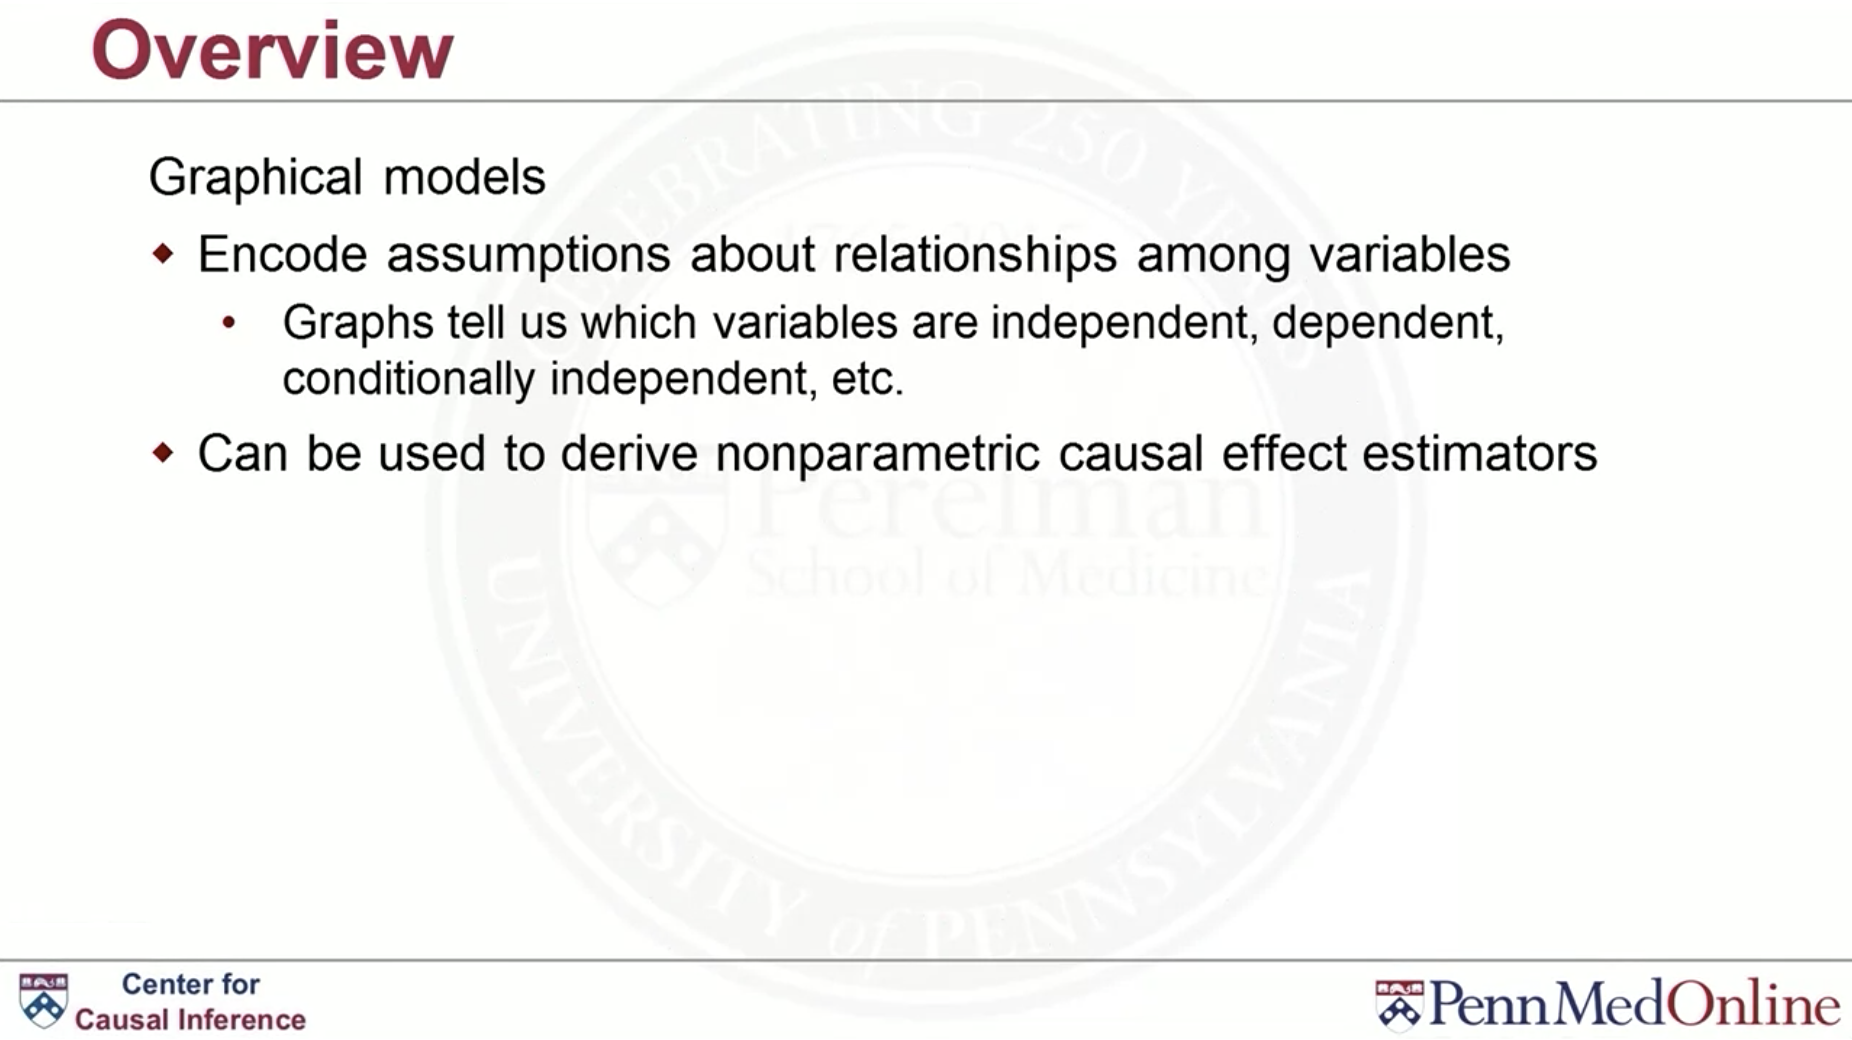 Overview
Graphical models
Encode assumptions about relationships among variables
• Graphs tell us which variables are independent, dependent,
conditionally independent, etc.
Can be used to derive nonparametric causal effect estimators
CELEBRATING 250 YEARS
Perelman
School of Medicine
UNIVERSITY of PENNSYLVANIA
Center for
Causal Inference
PennMedOnline